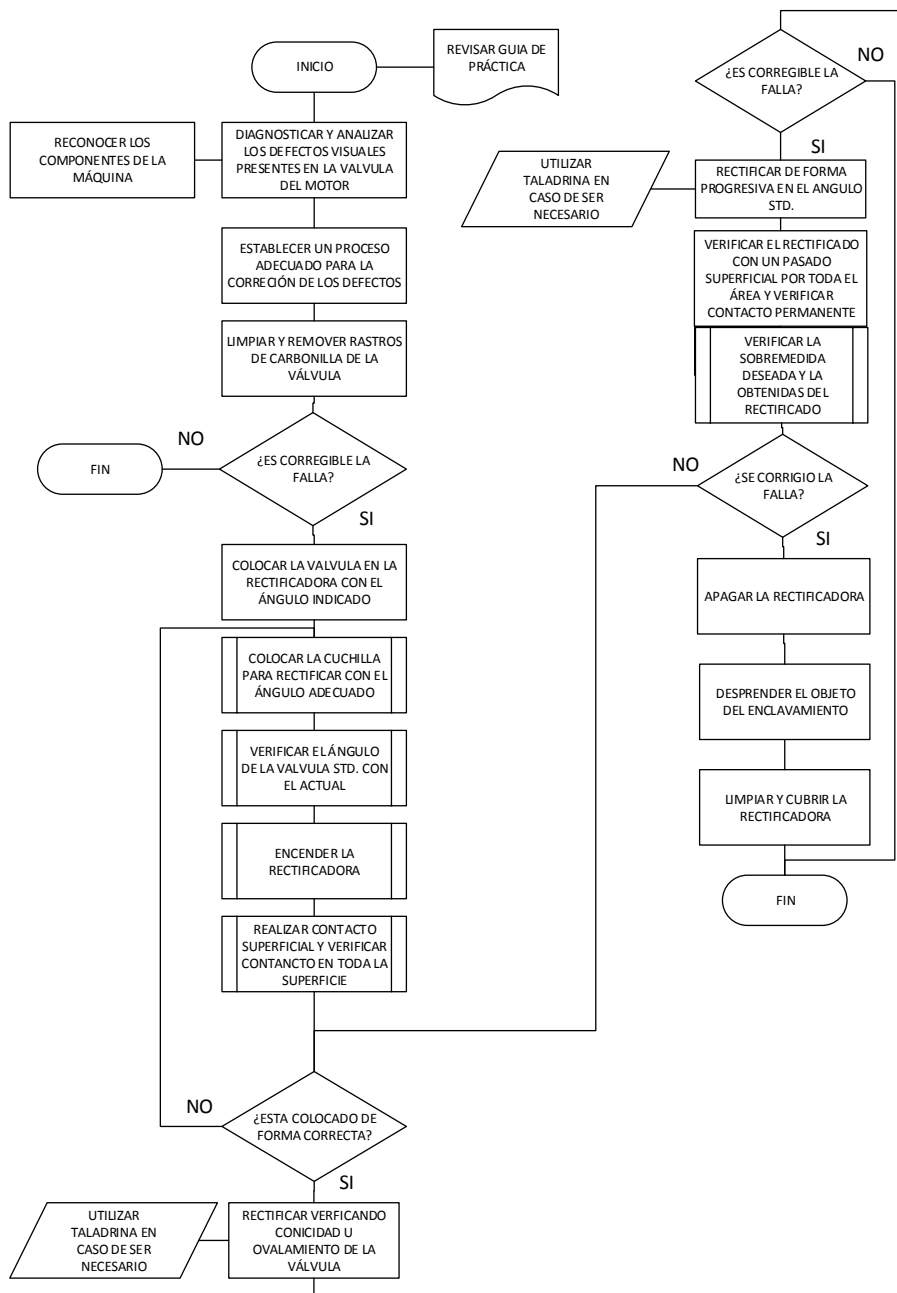 INICIO
REVISAR GUIA DE
PRÁCTICA
RECONOCER LOS
COMPONENTES DE LA
MÁQUINA
DIAGNOSTICAR Y ANALIZAR
LOS DEFECTOS VISUALES
PRESENTES EN LA VALVULA
DEL MOTOR
ESTABLECER UN PROCESO
ADECUADO PARA LA
CORRECIÓN DE LOS DEFECTOS
LIMPIAR Y REMOVER RASTROS
DE CARBONILLA DE LA
VÁLVULA
¿ES CORREGIBLE LA
FALLA?
NO
FIN
SI
COLOCAR LA VALVULA EN LA
RECTIFICADORA CON EL
ÁNGULO INDICADO
COLOCAR LA CUCHILLA
PARA RECTIFICAR CON EL
ÁNGULO ADECUADO
VERIFICAR EL ÁNGULO
DE LA VALVULA STD. CON
EL ACTUAL
ENCENDER LA
RECTIFICADORA
REALIZAR CONTACTO
SUPERFICIAL Y VERIFICAR
CONTANCTO EN TODA LA
SUPERFICIE
NO
¿ESTA COLOCADO DE
FORMA CORRECTA?
SI
UTILIZAR
TALADRINA EN
CASO DE SER
NECESARIO
RECTIFICAR VERFICANDO
CONICIDAD U
OVALAMIENTO DE LA
VÁLVULA
¿ES CORREGIBLE LA
FALLA?
NO
SI
UTILIZAR
TALADRINA EN
CASO DE SER
NECESARIO
RECTIFICAR DE FORMA
PROGRESIVA EN EL ANGULO
STD.
VERIFICAR EL RECTIFICADO
CON UN PASADO
SUPERFICIAL POR TODA EL
ÁREA Y VERIFICAR
CONTACTO PERMANENTE
VERIFICAR LA
SOBREMEDIDA
DESEADA Y LA
OBTENIDAS DEL
RECTIFICADO
NO
¿SE CORRIGIO LA
FALLA?
SI
APAGAR LA RECTIFICADORA
DESPRENDER EL OBJETO
DEL ENCLAVAMIENTO
LIMPIAR Y CUBRIR LA
RECTIFICADORA
FIN